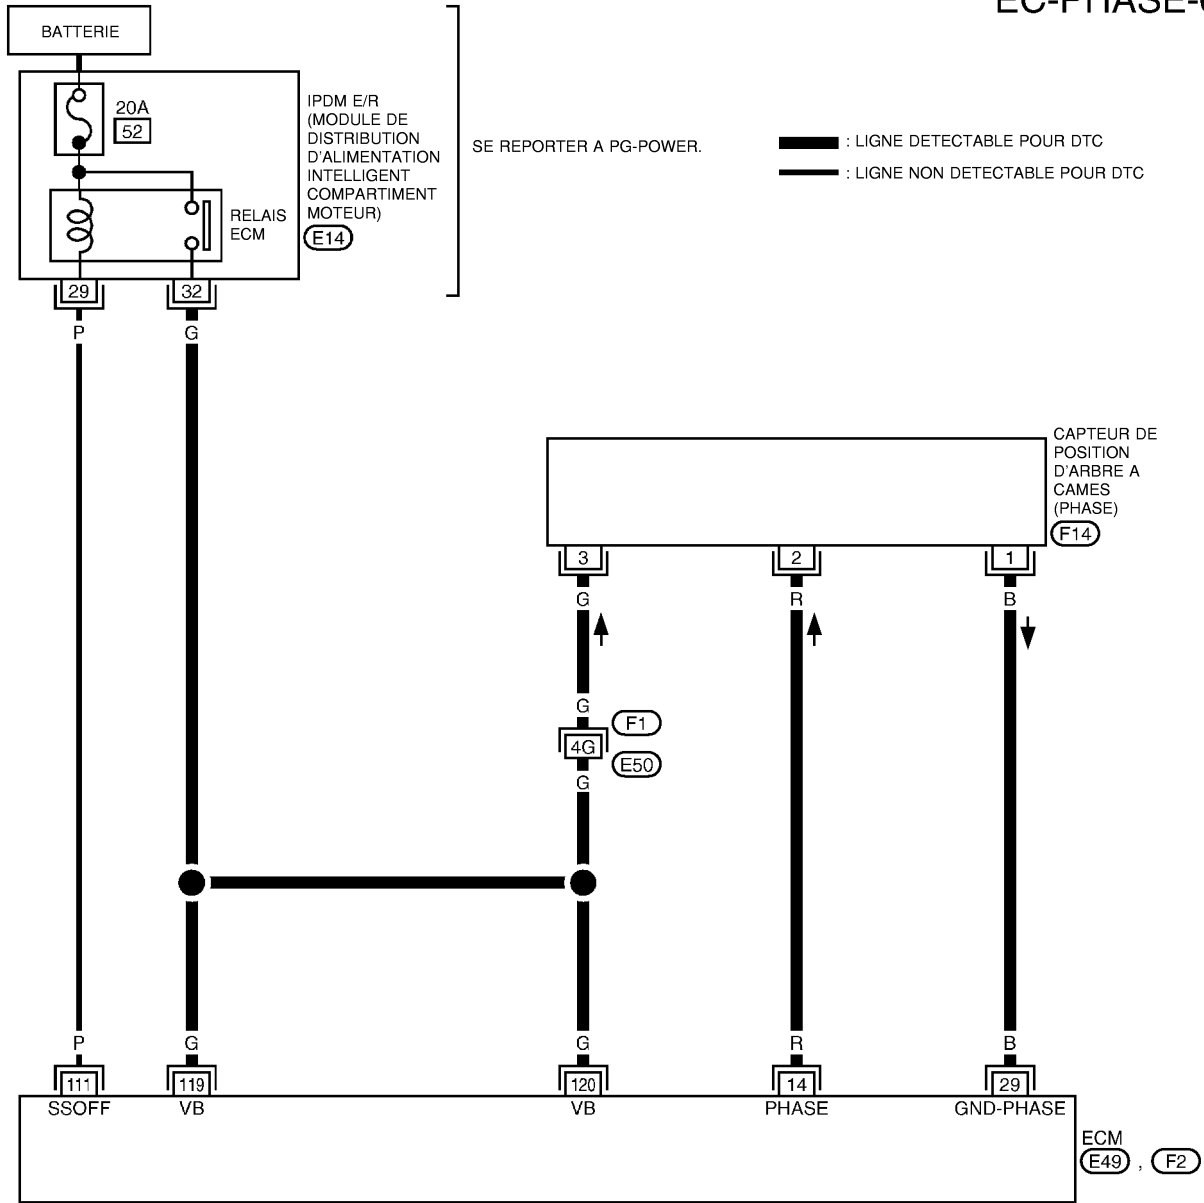 EC-PHASE-
BATTERIE
20A
52
IPDM E/R
(MODULE DE
DISTRIBUTION
D'ALIMENTATION
INTELLIGENT
COMPARTIMENT
MOTEUR)
E14
RELAIS
ECM
SE REPORTER A PG-POWER.
: LIGNE DETECTABLE POUR DTC
: LIGNE NON DETECTABLE POUR DTC
29
32
P
G
CAPTEUR DE
POSITION
D'ARBRE A
CAMES
(PHASE)
F14
3
2
1
G
R
B
G
F1
4G
E50
G
P
G
G
R
B
111
119
120
14
29
SSOFF
VB
VB
PHASE
GND-PHASE
ECM
E49 , F2